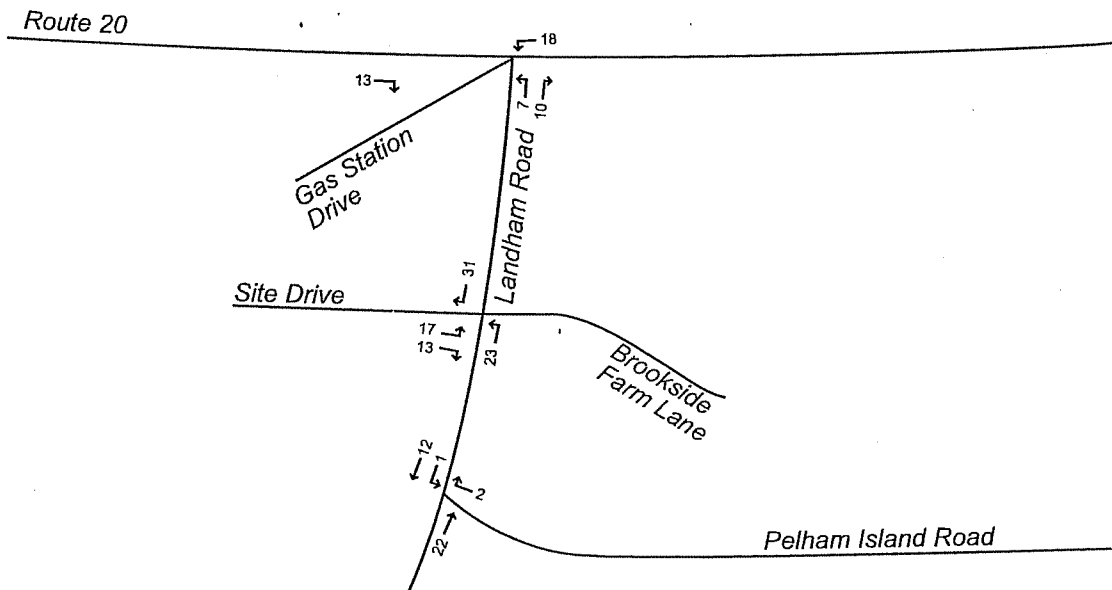 Route 20
18
13
7
10
Gas Station
Drive
Landham Road
31
Site Drive
17
13
23
Brookside
Farm Lane
12
1
2
22
Pelham Island Road